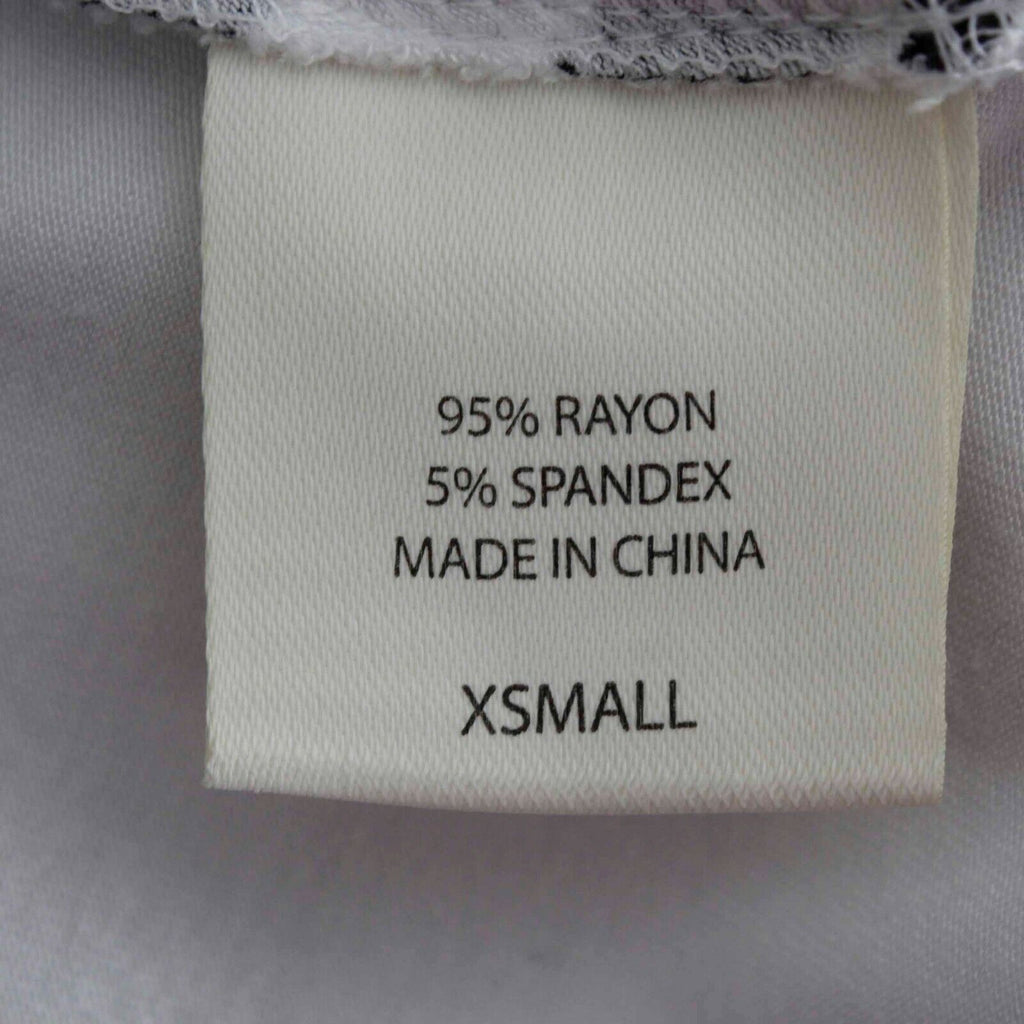 95% RAYON
5% SPANDEX
MADE IN CHINA
XSMALL